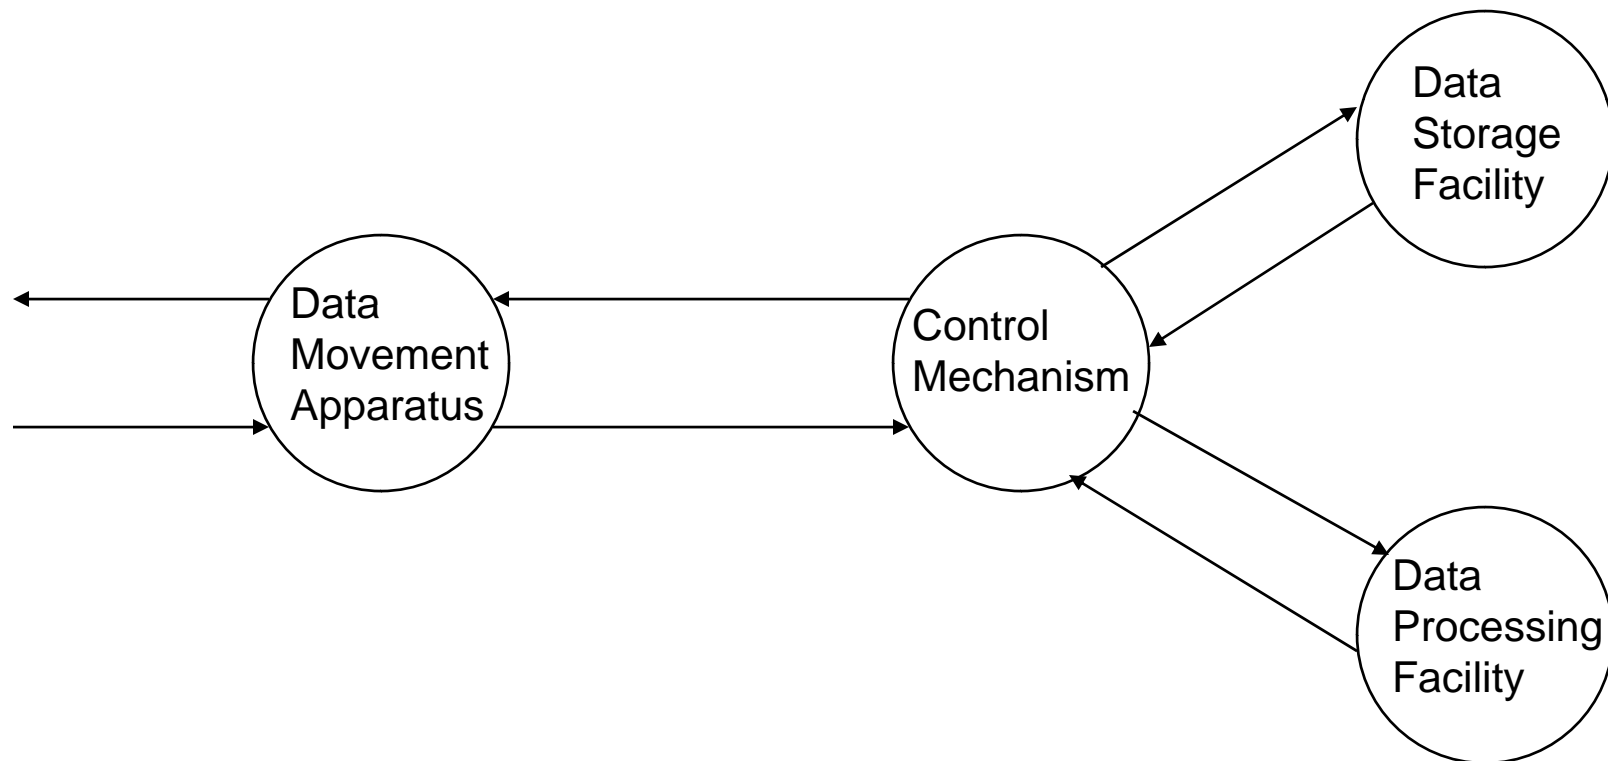 Data
Movement
Apparatus
Control
Mechanism
Data
Storage
Facility
Data
Processing
Facility